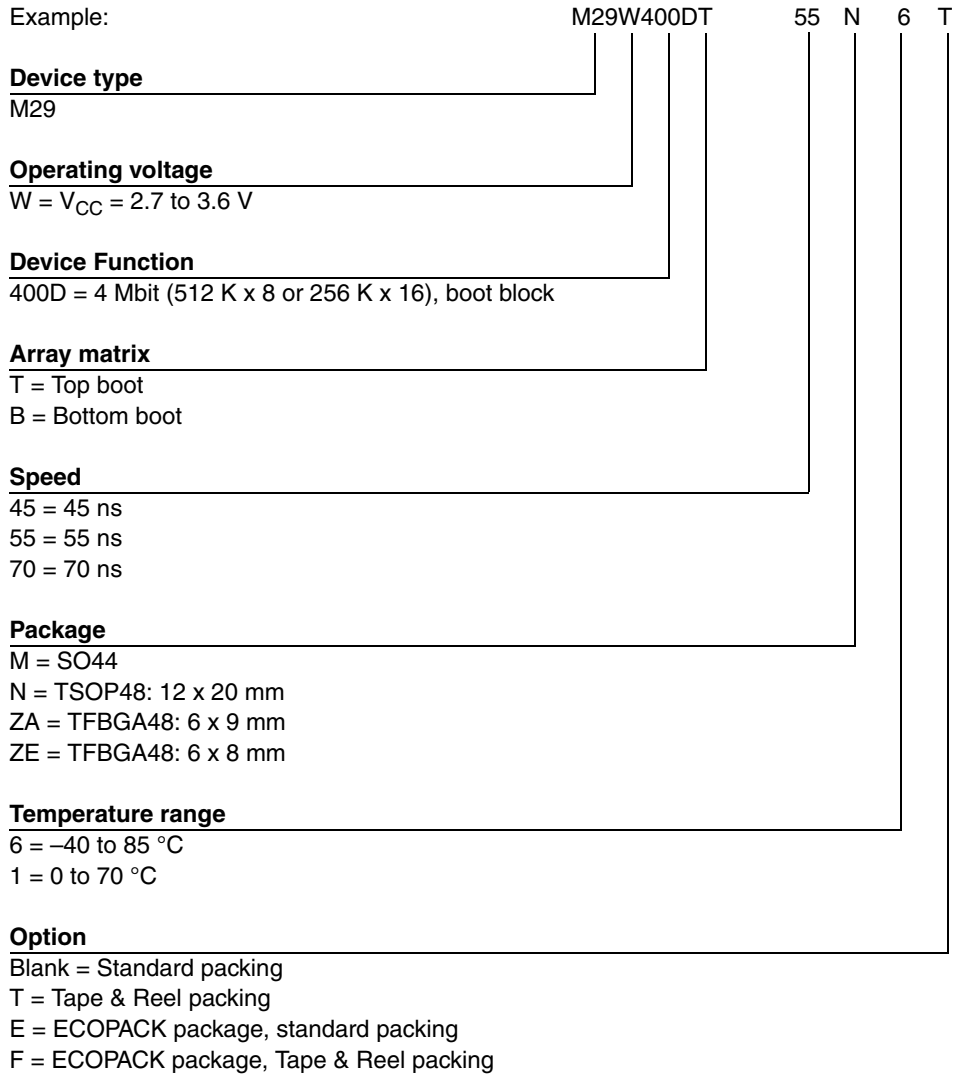 Example: M29W400DT 55 N 6 T
Device type
M29
Operating voltage
W = VCC = 2.7 to 3.6 V
Device Function
400D = 4 Mbit (512 K x 8 or 256 K x 16), boot block
Array matrix
T = Top boot
B = Bottom boot
Speed
45 = 45 ns
55 = 55 ns
70 = 70 ns
Package
M = SO44
N = TSOP48: 12 x 20 mm
ZA = TFBGA48: 6 x 9 mm
ZE = TFBGA48: 6 x 8 mm
Temperature range
6 = –40 to 85 °C
1 = 0 to 70 °C
Option
Blank = Standard packing
T = Tape & Reel packing
E = ECOPACK package, standard packing
F = ECOPACK package, Tape & Reel packing